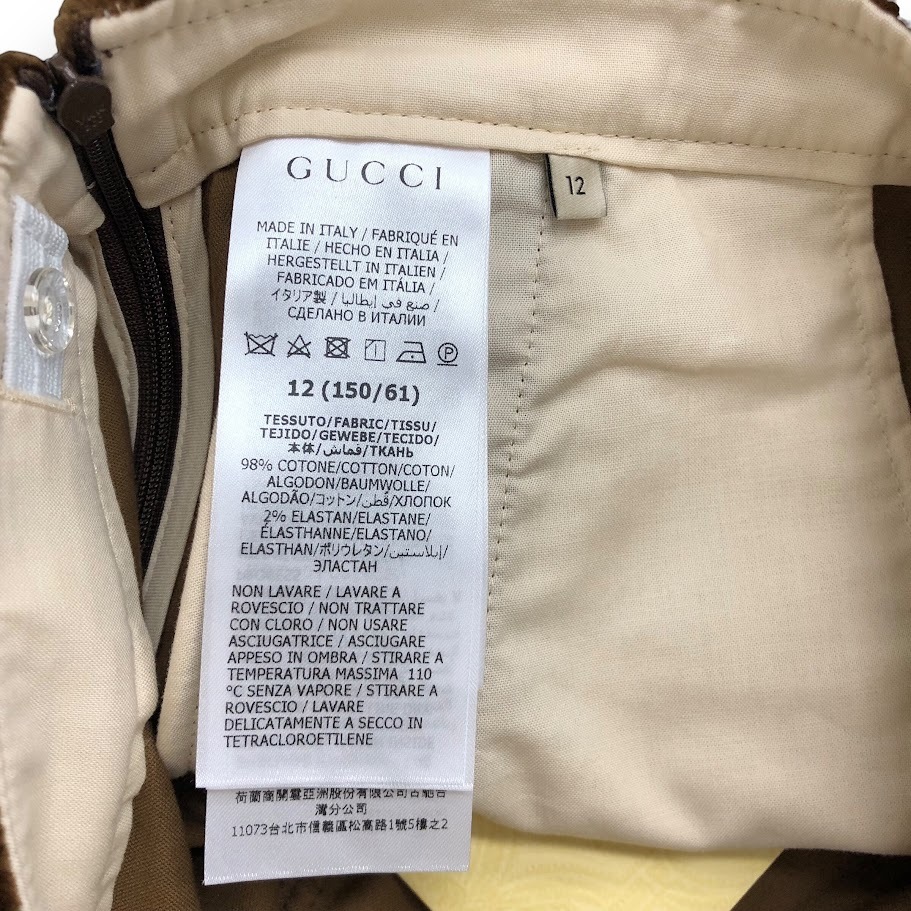 GUCCI
12
MADE IN ITALY / FABRIQUÉ EN
ITALIE / HECHO EN ITALIA /
HERGESTELLT IN ITALIEN /
FABRICADO EM ITÁLIA /
イタリア製 / صنع في إيطاليا /
СДЕЛАНО В ИТАЛИИ
12 (150/61)
TESSUTO/FABRIC/TISSU/
TEJIDO/GEWEBE/TECIDO/
本体/قماش/ТКАНЬ
98% COTONE/COTTON/COTON/
ALGODON/BAUMWOLLE/
ALGODÃO/コットン/قُطن/ХЛОПОК
2% ELASTAN/ELASTANE/
ÉLASTHANNE/ELASTANO/
ELASTHAN/ポリウレタン/إيلاستين/
ЭЛАСТАН
NON LAVARE / LAVARE A
ROVESCIO / NON TRATTARE
CON CLORO / NON USARE
ASCIUGATRICE / ASCIUGARE
APPESO IN OMBRA / STIRARE A
TEMPERATURA MASSIMA 110
°C SENZA VAPORE / STIRARE A
ROVESCIO / LAVARE
DELICATAMENTE A SECCO IN
TETRACLOROETILENE
荷蘭商開雲亞洲股份有限公司古馳台
灣分公司
11073台北市信義區松高路1號5樓之2